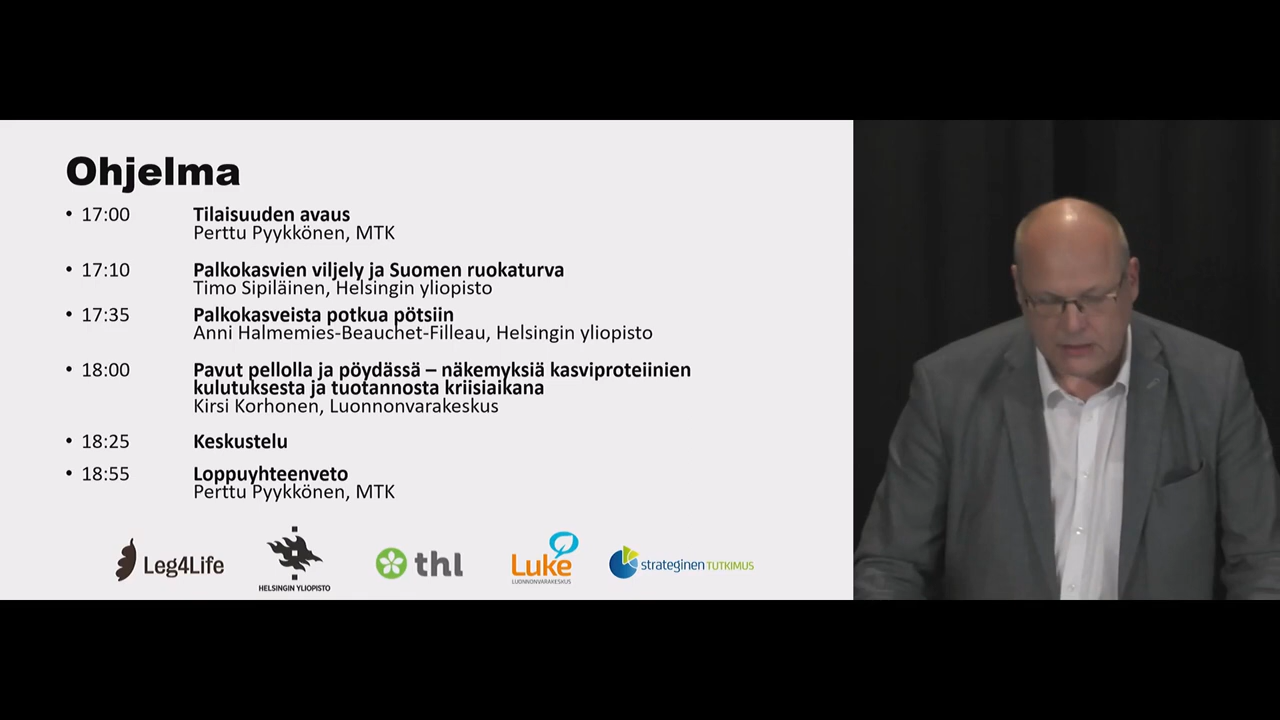 Ohjelma
• 17:00 Tilaisuuden avaus
Perttu Pyykkönen, MTK
• 17:10 Palkokasvien viljely ja Suomen ruokaturva
Timo Sipiläinen, Helsingin yliopisto
• 17:35 Palkokasveista potkua pötsiin
Anni Halmemies-Beauchet-Filleau, Helsingin yliopisto
• 18:00 Pavut pellolla ja pöydässä – näkemyksiä kasviproteiinien
kulutuksesta ja tuotannosta kriisiaikana
Kirsi Korhonen, Luonnonvarakeskus
• 18:25 Keskustelu
• 18:55 Loppuyhteenveto
Perttu Pyykkönen, MTK
Leg4Life
HELSINGIN YLIOPISTO
thl
Luke
LUONNONVARAKESKUS
strateginen TUTKIMUS